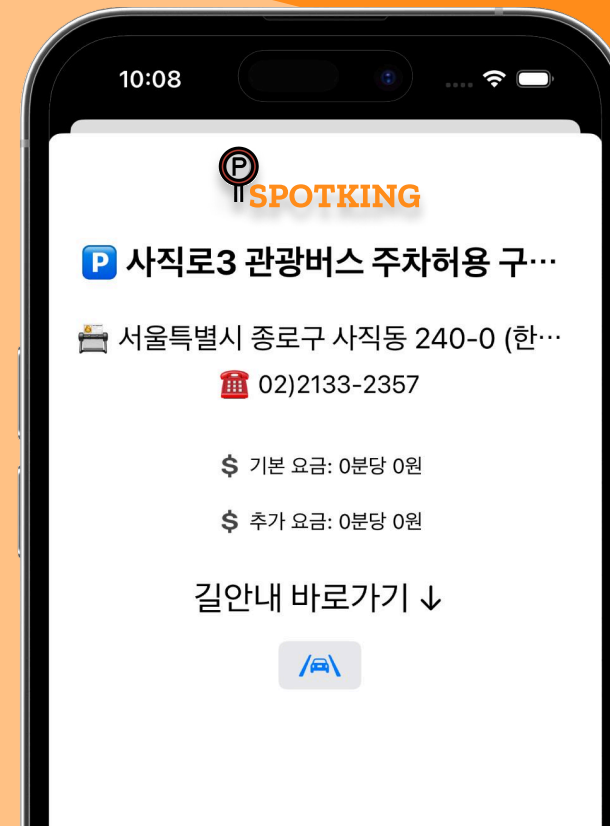 10:08
P
SPOTKING
P 사직로3 관광버스 주차허용 구…
서울특별시 종로구 사직동 240-0 (한…
02)2133-2357
$ 기본 요금: 0분당 0원
$ 추가 요금: 0분당 0원
길안내 바로가기 ↓